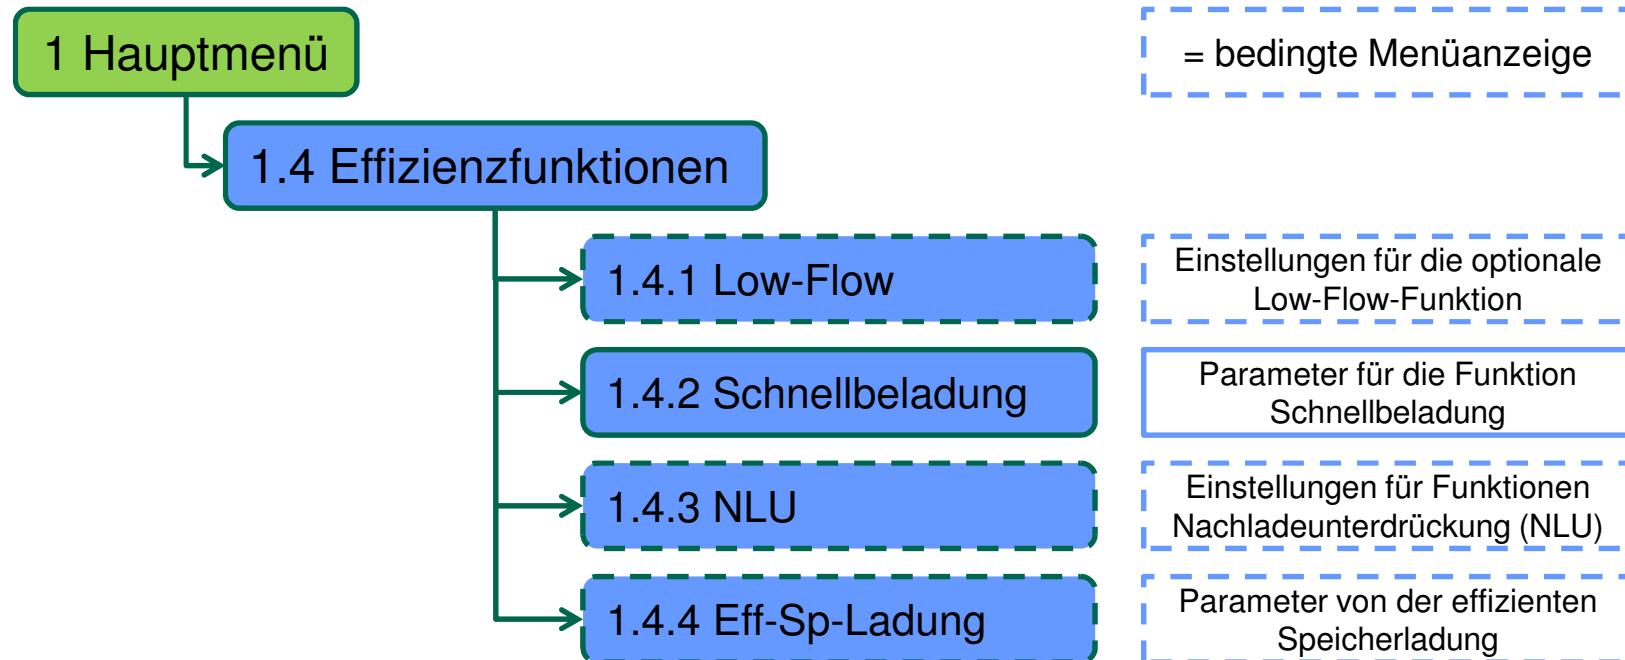 1 Hauptmenü
= bedingte Menüanzeige
1.4 Effizienzfunktionen
1.4.1 Low-Flow
Einstellungen für die optionale
Low-Flow-Funktion
1.4.2 Schnellbeladung
Parameter für die Funktion
Schnellbeladung
1.4.3 NLU
Einstellungen für Funktionen
Nachladeunterdrückung (NLU)
1.4.4 Eff-Sp-Ladung
Parameter von der effizienten
Speicherladung